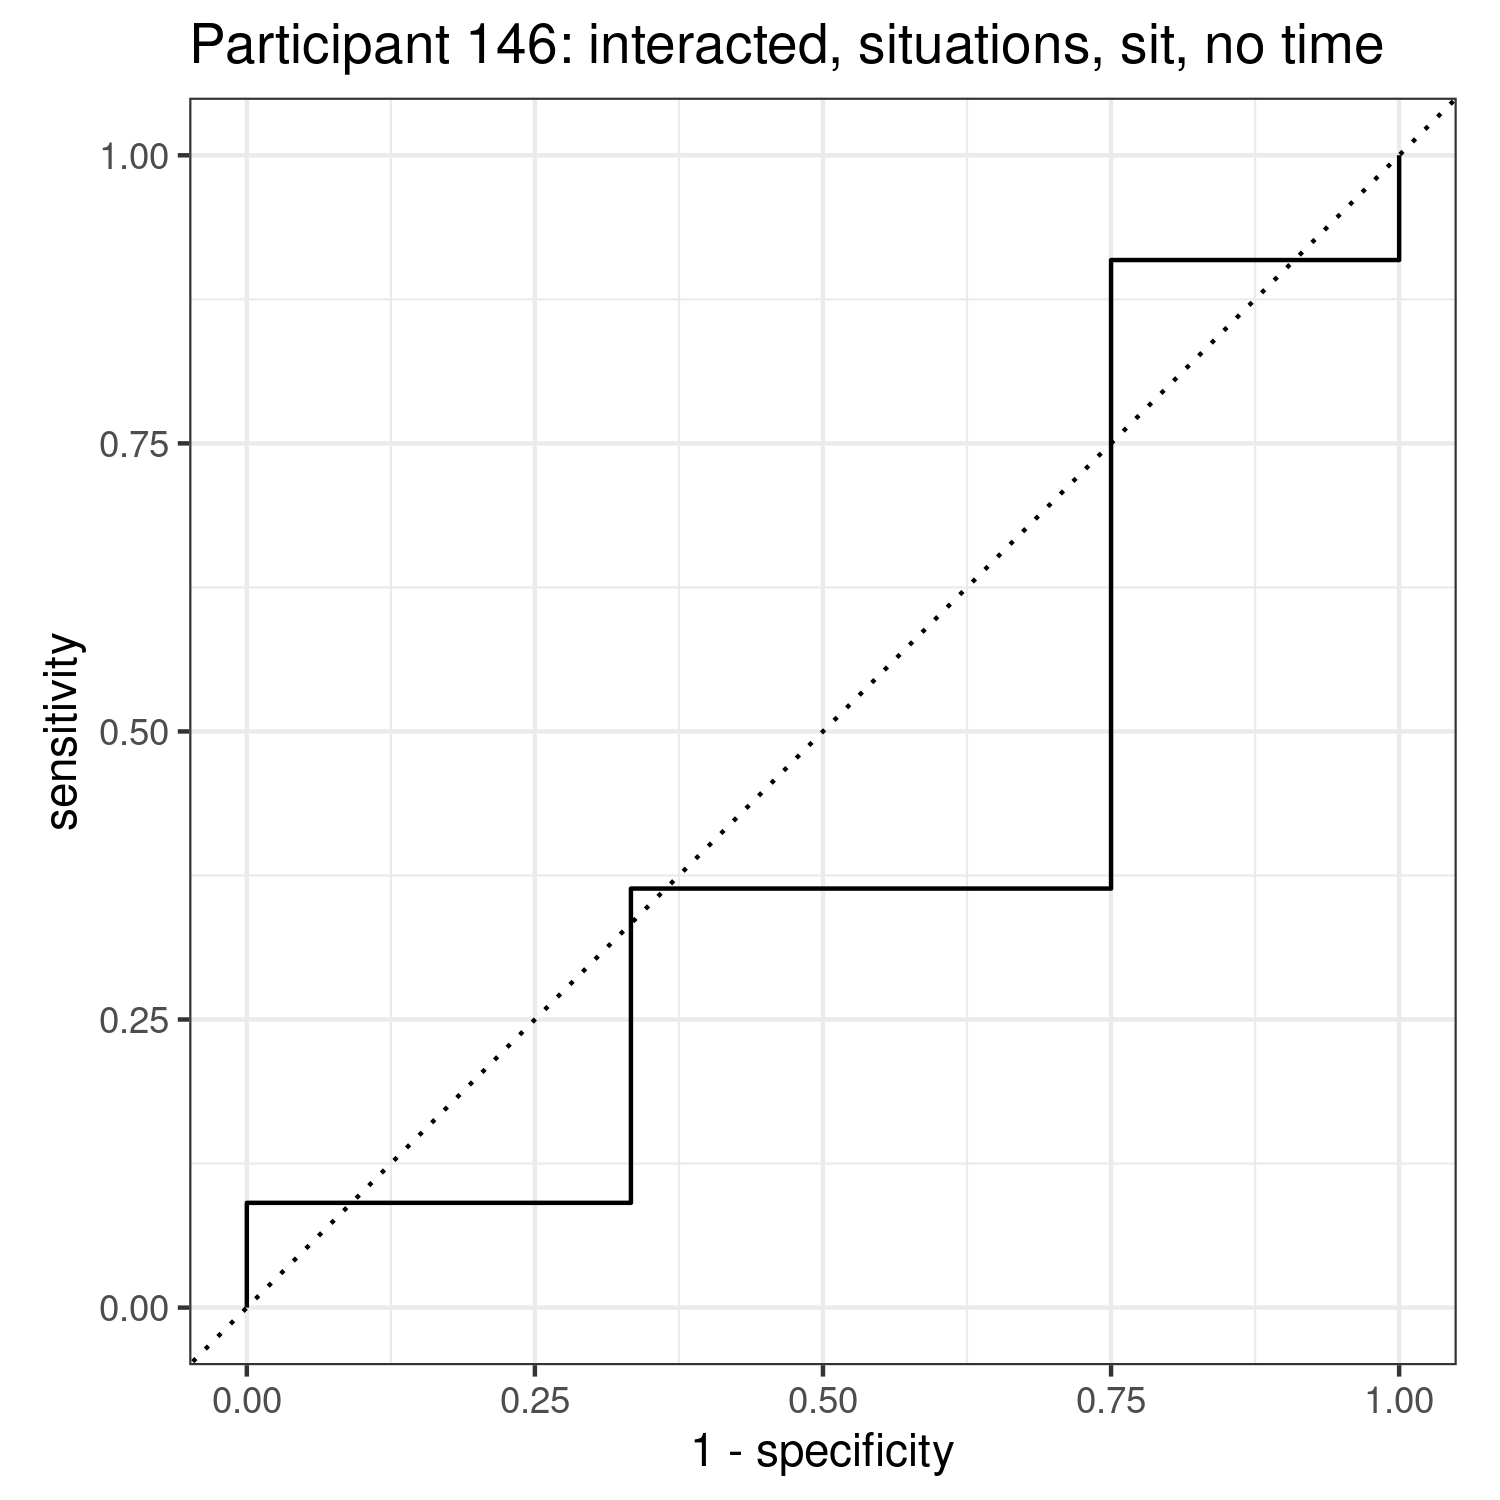 Participant 146: interacted, situations, sit, no time
1.00
0.75
0.50
0.25
0.00
sensitivity
0.00 0.25 0.50 0.75 1.00
1 - specificity